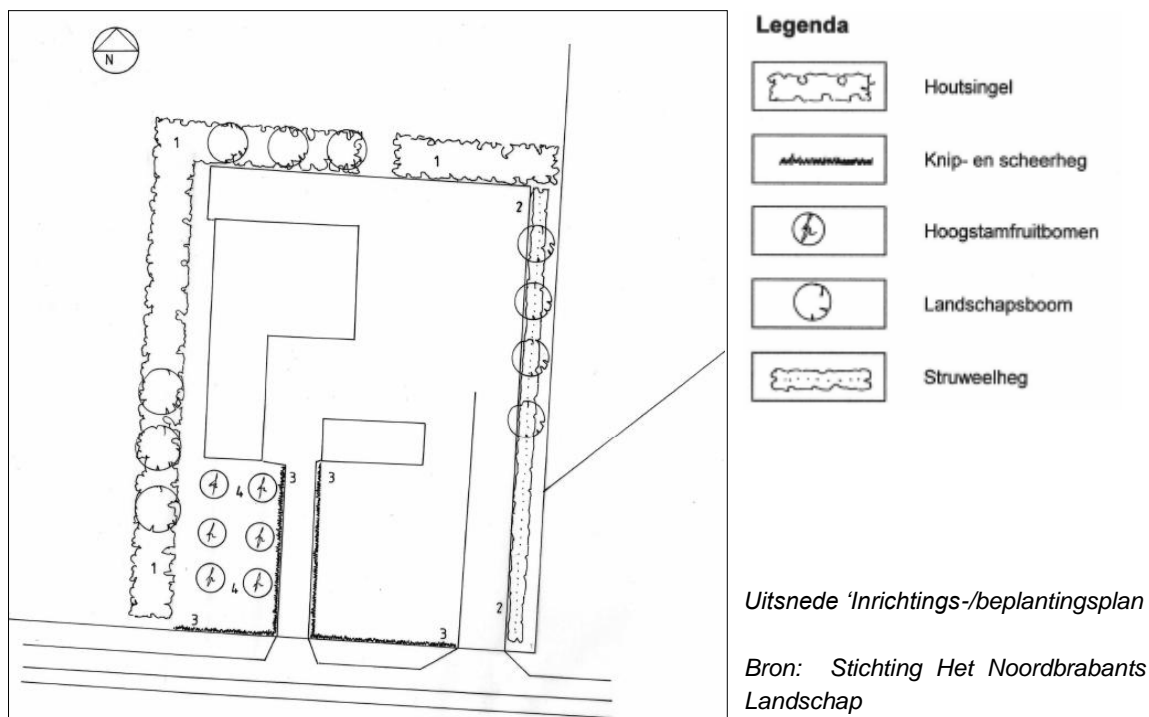 N
1
1
2
3
3
4
4
1
3
3
2
Legenda
Houtsingel
Knip- en scheerheg
Hoogstamfruitbomen
Landschapsboom
Struweelheg
Uitsnede ‘Inrichtings-/beplantingsplan
Bron: Stichting Het Noordbrabants
Landschap